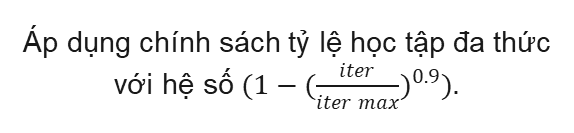 Áp dụng chính sách tỷ lệ học tập đa thức
với hệ số (1 − (iter/iter max)^0.9).